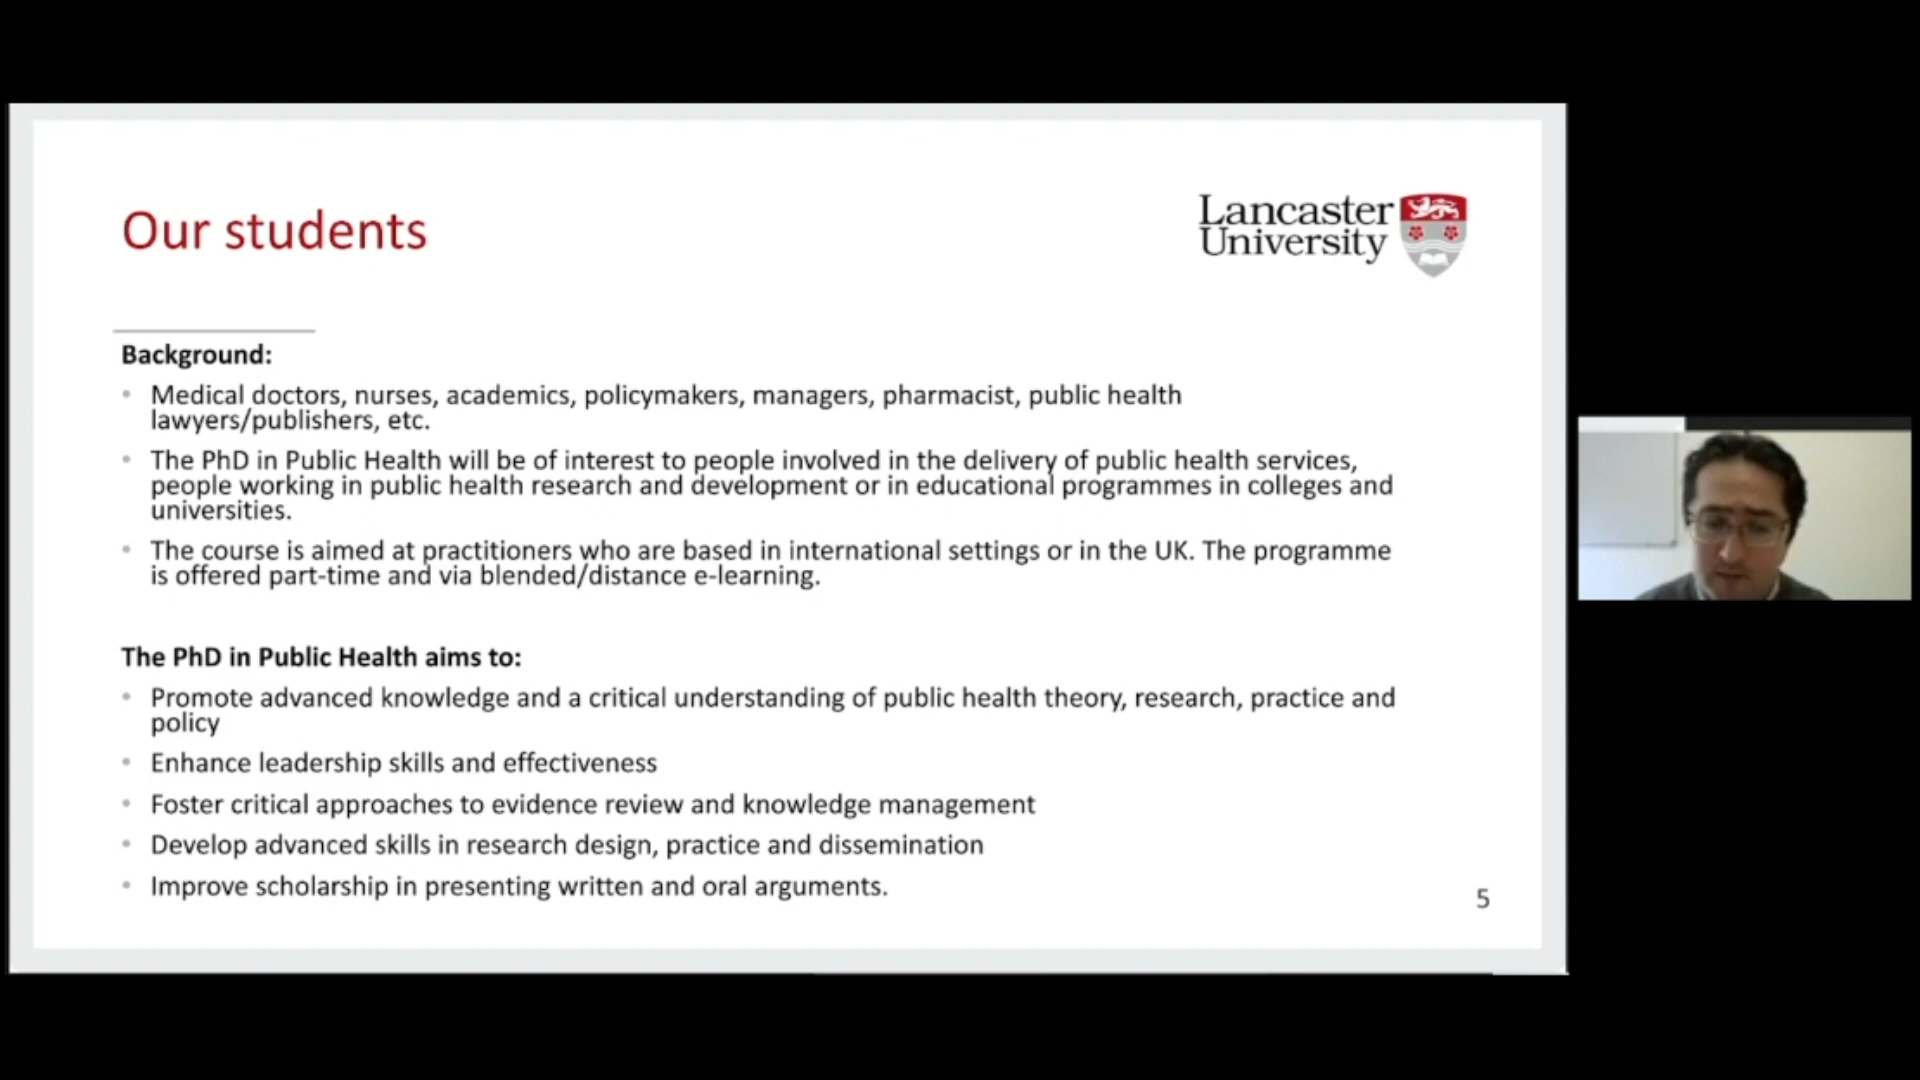 Our students
Lancaster
University
Background:
• Medical doctors, nurses, academics, policymakers, managers, pharmacist, public health
lawyers/publishers, etc.
• The PhD in Public Health will be of interest to people involved in the delivery of public health services,
people working in public health research and development or in educational programmes in colleges and
universities.
• The course is aimed at practitioners who are based in international settings or in the UK. The programme
is offered part-time and via blended/distance e-learning.
The PhD in Public Health aims to:
• Promote advanced knowledge and a critical understanding of public health theory, research, practice and
policy
• Enhance leadership skills and effectiveness
• Foster critical approaches to evidence review and knowledge management
• Develop advanced skills in research design, practice and dissemination
• Improve scholarship in presenting written and oral arguments.
5